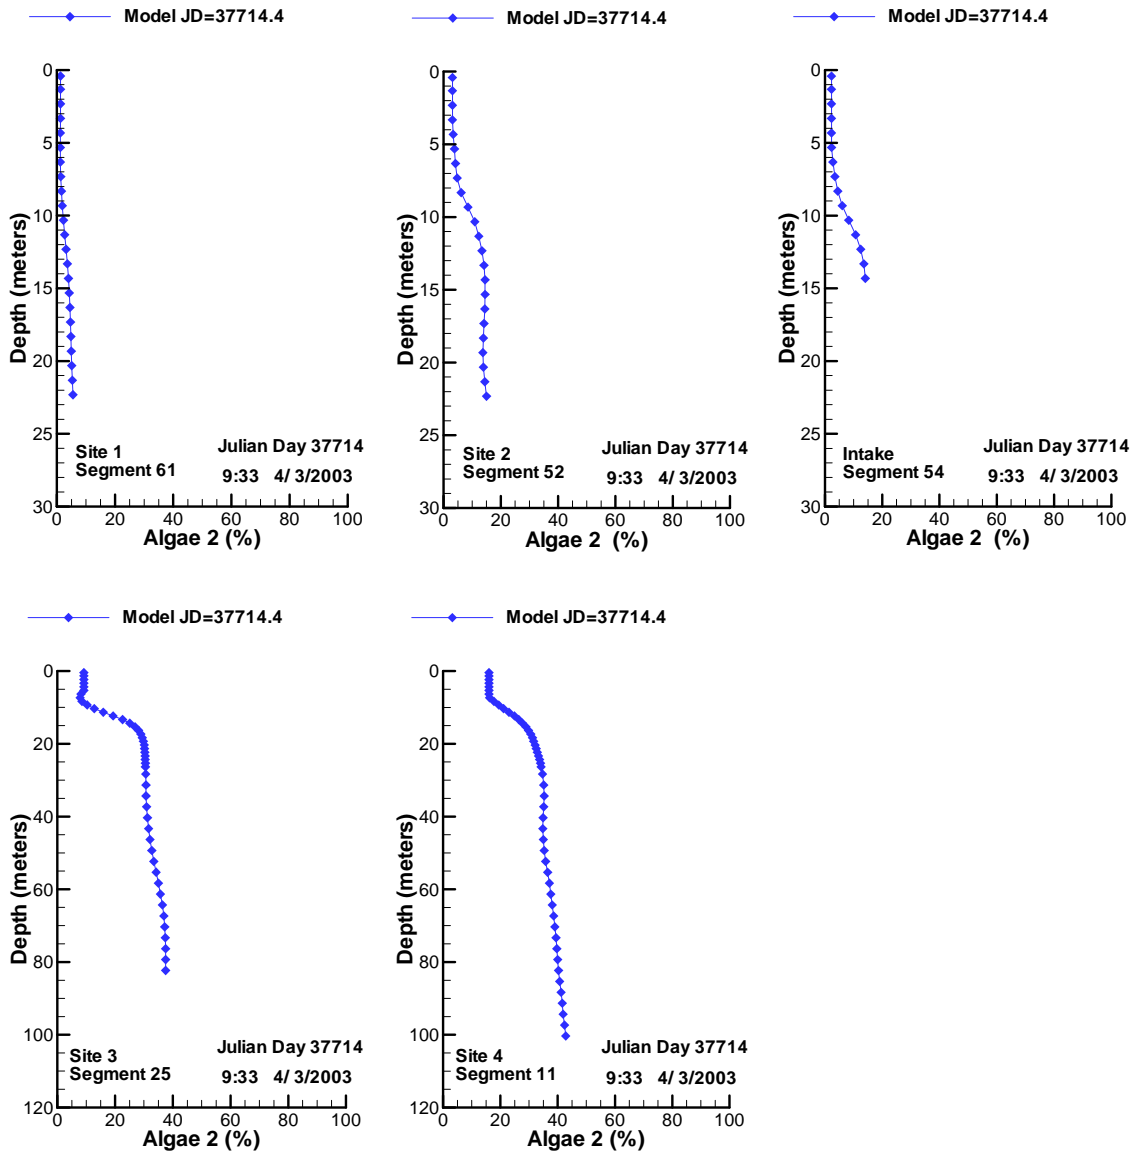 Model JD=37714.4
0
5
10
15
20
25
30
Depth (meters)
Site 1
Segment 61
Julian Day 37714
9:33 4/ 3/2003
0 20 40 60 80 100
Algae 2 (%)
Model JD=37714.4
0
5
10
15
20
25
30
Depth (meters)
Site 2
Segment 52
Julian Day 37714
9:33 4/ 3/2003
0 20 40 60 80 100
Algae 2 (%)
Model JD=37714.4
0
5
10
15
20
25
30
Depth (meters)
Intake
Segment 54
Julian Day 37714
9:33 4/ 3/2003
0 20 40 60 80 100
Algae 2 (%)
Model JD=37714.4
0
20
40
60
80
100
120
Depth (meters)
Site 3
Segment 25
Julian Day 37714
9:33 4/ 3/2003
0 20 40 60 80 100
Algae 2 (%)
Model JD=37714.4
0
20
40
60
80
100
120
Depth (meters)
Site 4
Segment 11
Julian Day 37714
9:33 4/ 3/2003
0 20 40 60 80 100
Algae 2 (%)